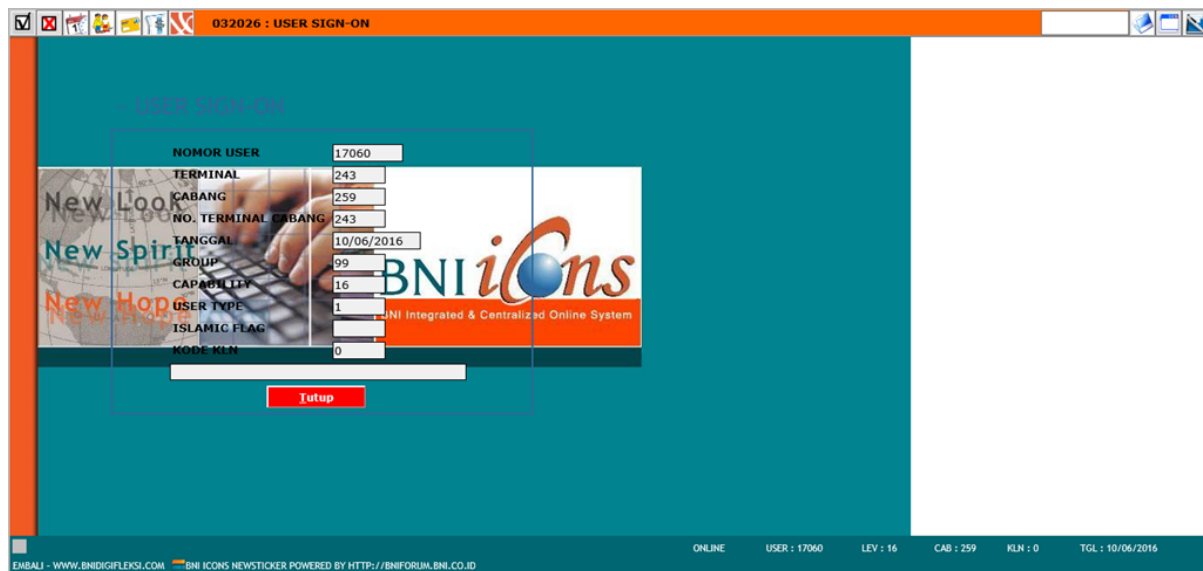 032026 : USER SIGN-ON
- USER SIGN-ON
NOMOR USER 17060
TERMINAL 243
CABANG 259
NO. TERMINAL CABANG 243
TANGGAL 10/06/2016
GROUP 99
CAPABILITY 16
USER TYPE 1
ISLAMIC FLAG
KODE KLN 0
Tutup
New Look
New Spirit
New Hope
BNI icons
BNI Integrated & Centralized Online System
ONLINE USER : 17060 LEV : 16 CAB : 259 KLN : 0 TGL : 10/06/2016
EMBALI - WWW.BNIDIGIFLEKSI.COM BNI ICONS NEWSTICKER POWERED BY HTTP://BNIFORUM.BNI.CO.ID